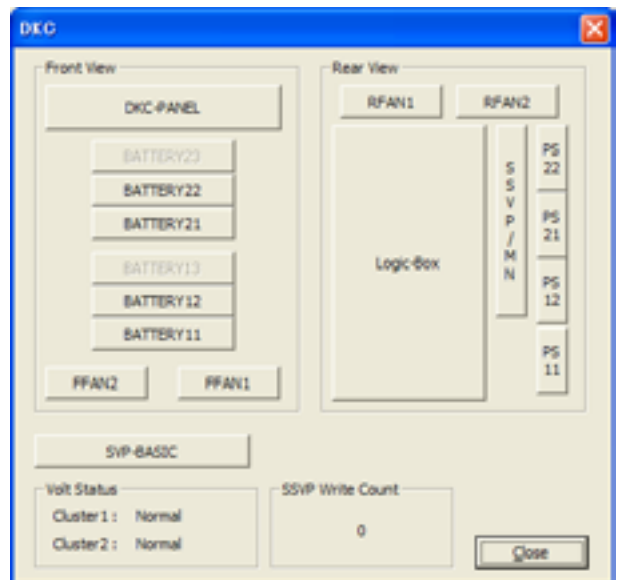 DKC
Front View
DKC-PANEL
BATTERY23
BATTERY22
BATTERY21
BATTERY13
BATTERY12
BATTERY11
FFAN2 FFAN1
Rear View
RFAN1 RFAN2
Logic-Box
S
S
V
P
/
M
N
PS
22
PS
21
PS
12
PS
11
SVP-BASIC
Volt Status
Cluster1 : Normal
Cluster2 : Normal
SSVP Write Count
0
Close